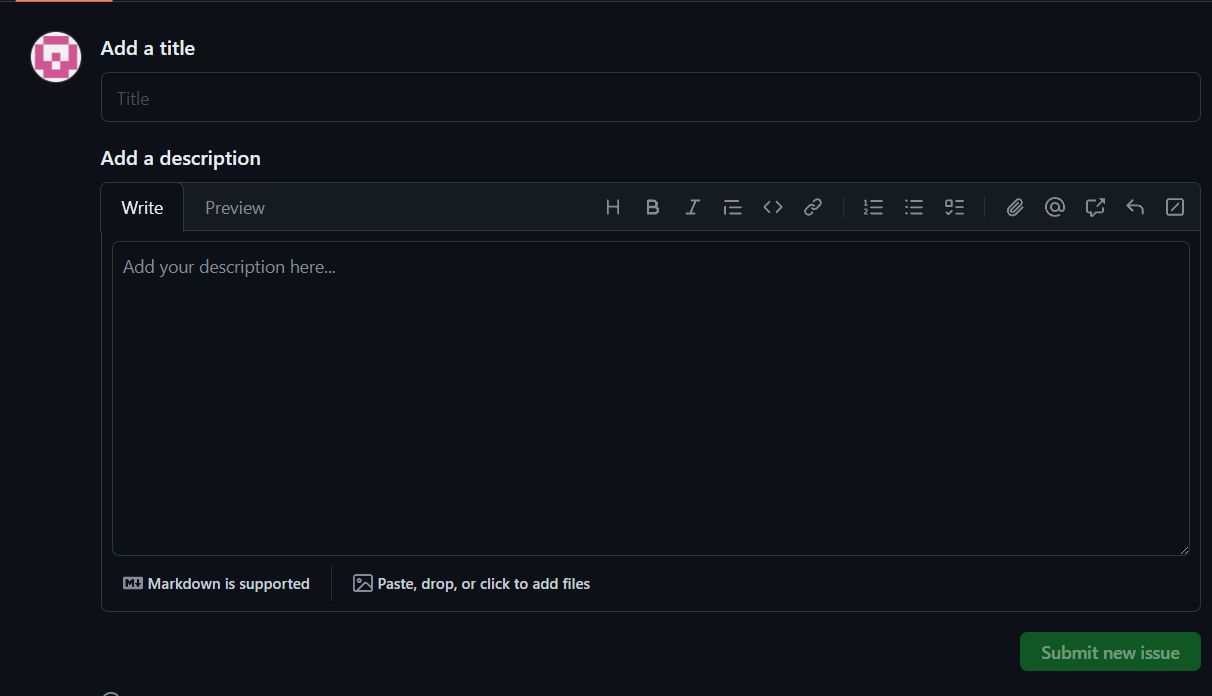 Add a title
Title
Add a description
Write Preview
Add your description here...
Markdown is supported Paste, drop, or click to add files
Submit new issue